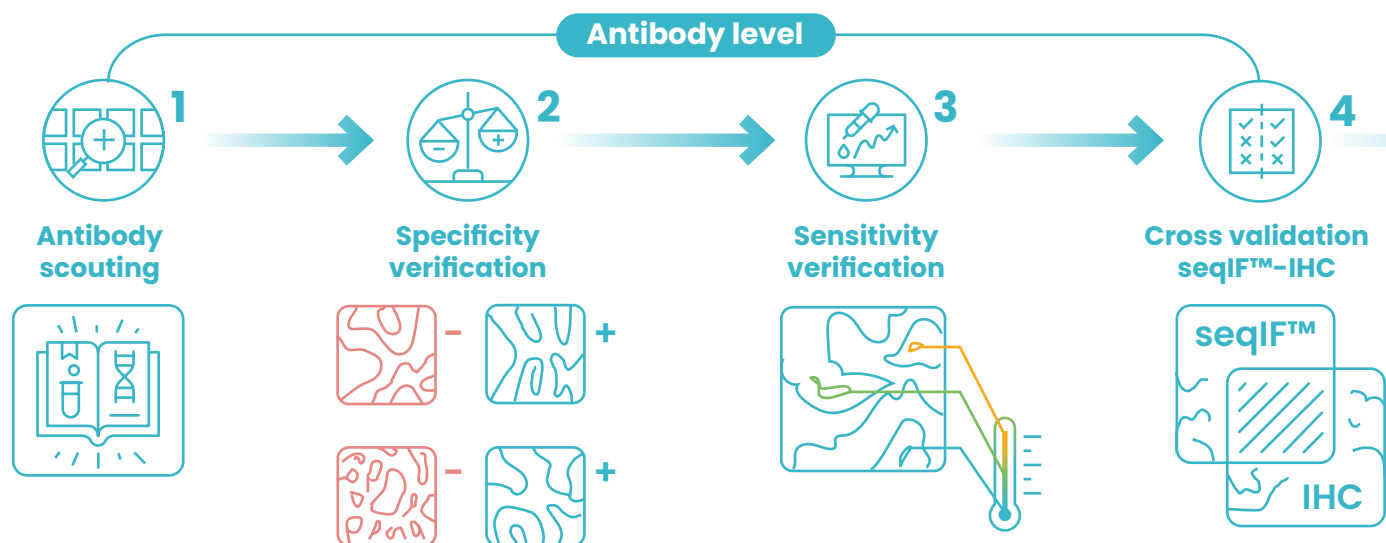 Antibody level
1
2
3
4
Antibody
scouting
Specificity
verification
Sensitivity
verification
Cross validation
seqIF™-IHC
-
+
-
+
seqIF™
IHC